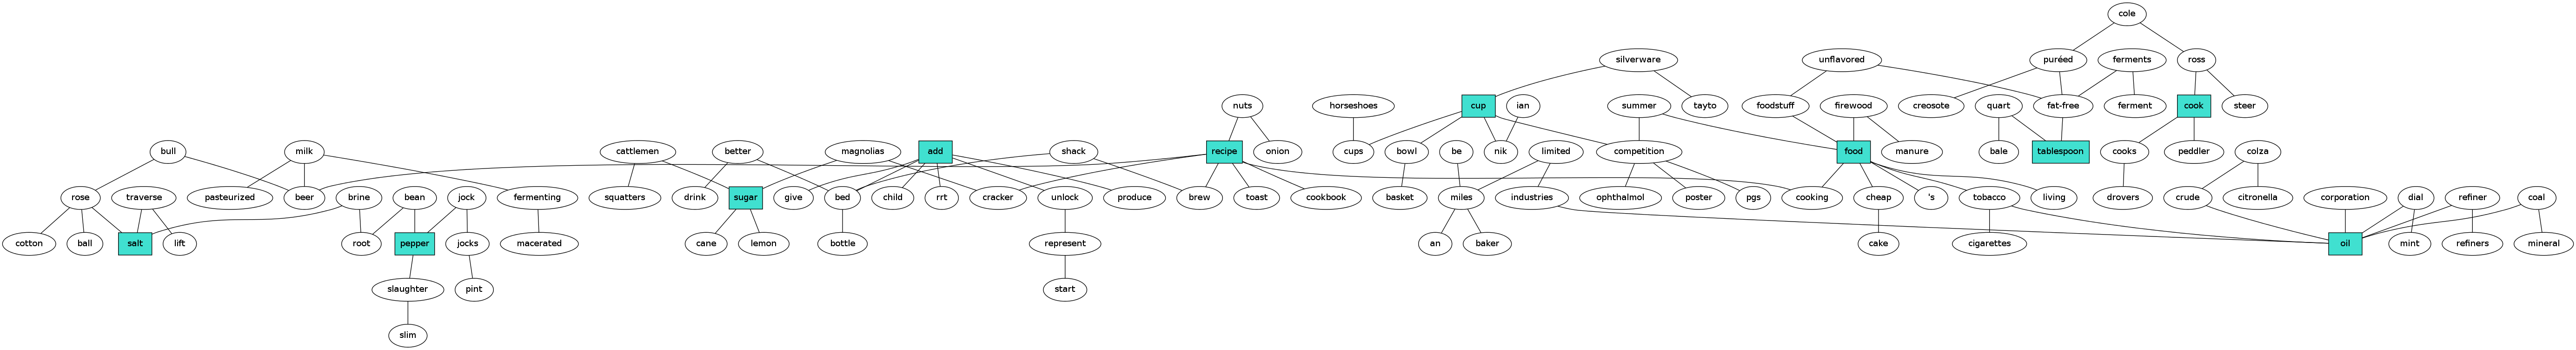 cole
silverware
unflavored
puréed
ferments
ross
nuts
horseshoes
cup
ian
summer
tayto
foodstuff
firewood
creosote
quart
fat-free
ferment
cook
steer
bull
milk
cattlemen
better
magnolias
add
shack
recipe
onion
cups
bowl
be
nik
limited
competition
food
manure
bale
tablespoon
cooks
peddler
colza
rose
traverse
pasteurized
beer
brine
bean
jock
fermenting
squatters
drink
sugar
give
bed
child
rrt
cracker
unlock
produce
brew
toast
cookbook
basket
miles
industries
ophthalmol
poster
pgs
cooking
cheap
's
tobacco
living
drovers
crude
citronella
corporation
dial
refiner
coal
cotton
ball
salt
lift
root
pepper
jocks
macerated
cane
lemon
bottle
represent
an
baker
cake
cigarettes
oil
mint
refiners
mineral
slaughter
pint
start
slim